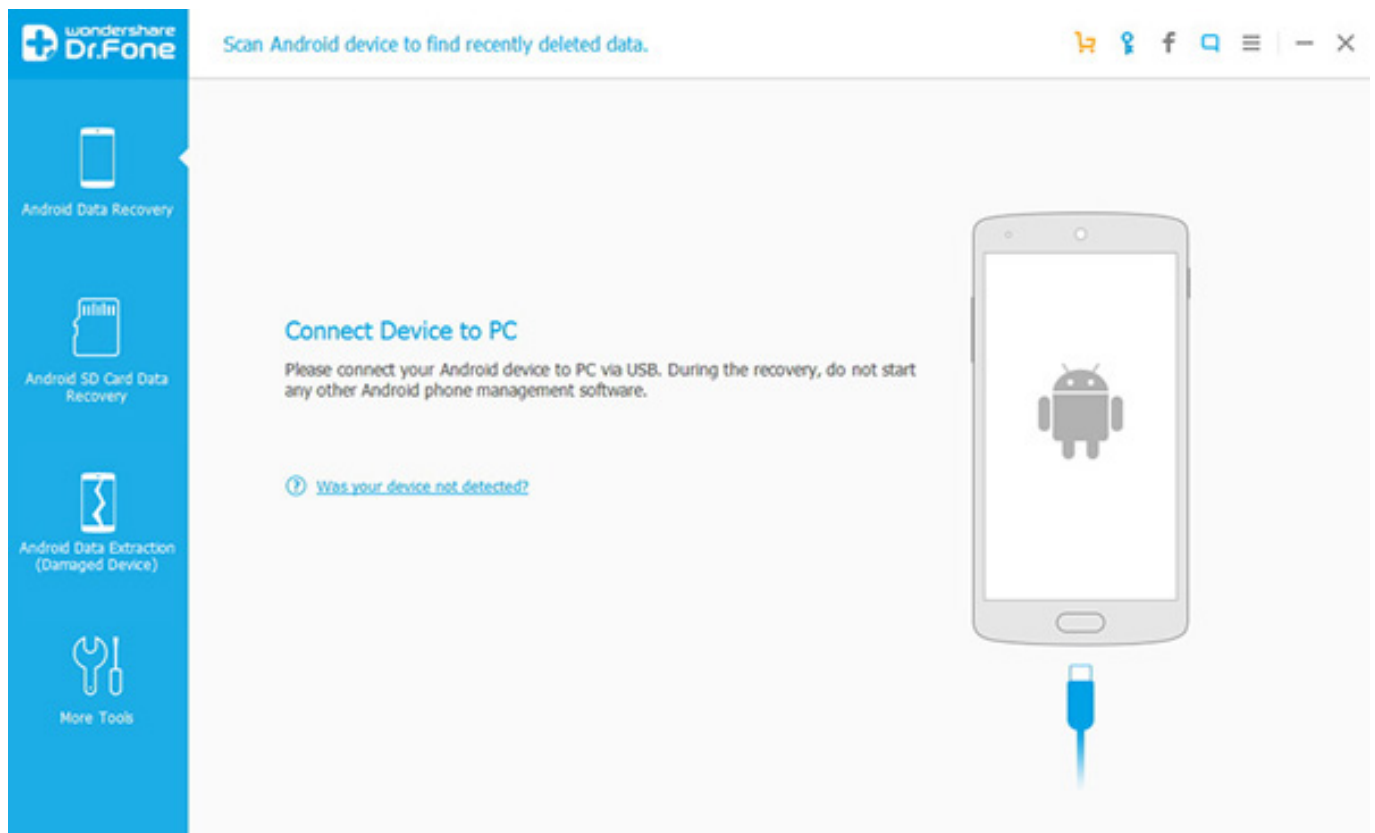 wondershare
Dr.Fone
Scan Android device to find recently deleted data.
Android Data Recovery
Android SD Card Data
Recovery
Android Data Extraction
(Damaged Device)
More Tools
Connect Device to PC
Please connect your Android device to PC via USB. During the recovery, do not start
any other Android phone management software.
Was your device not detected?